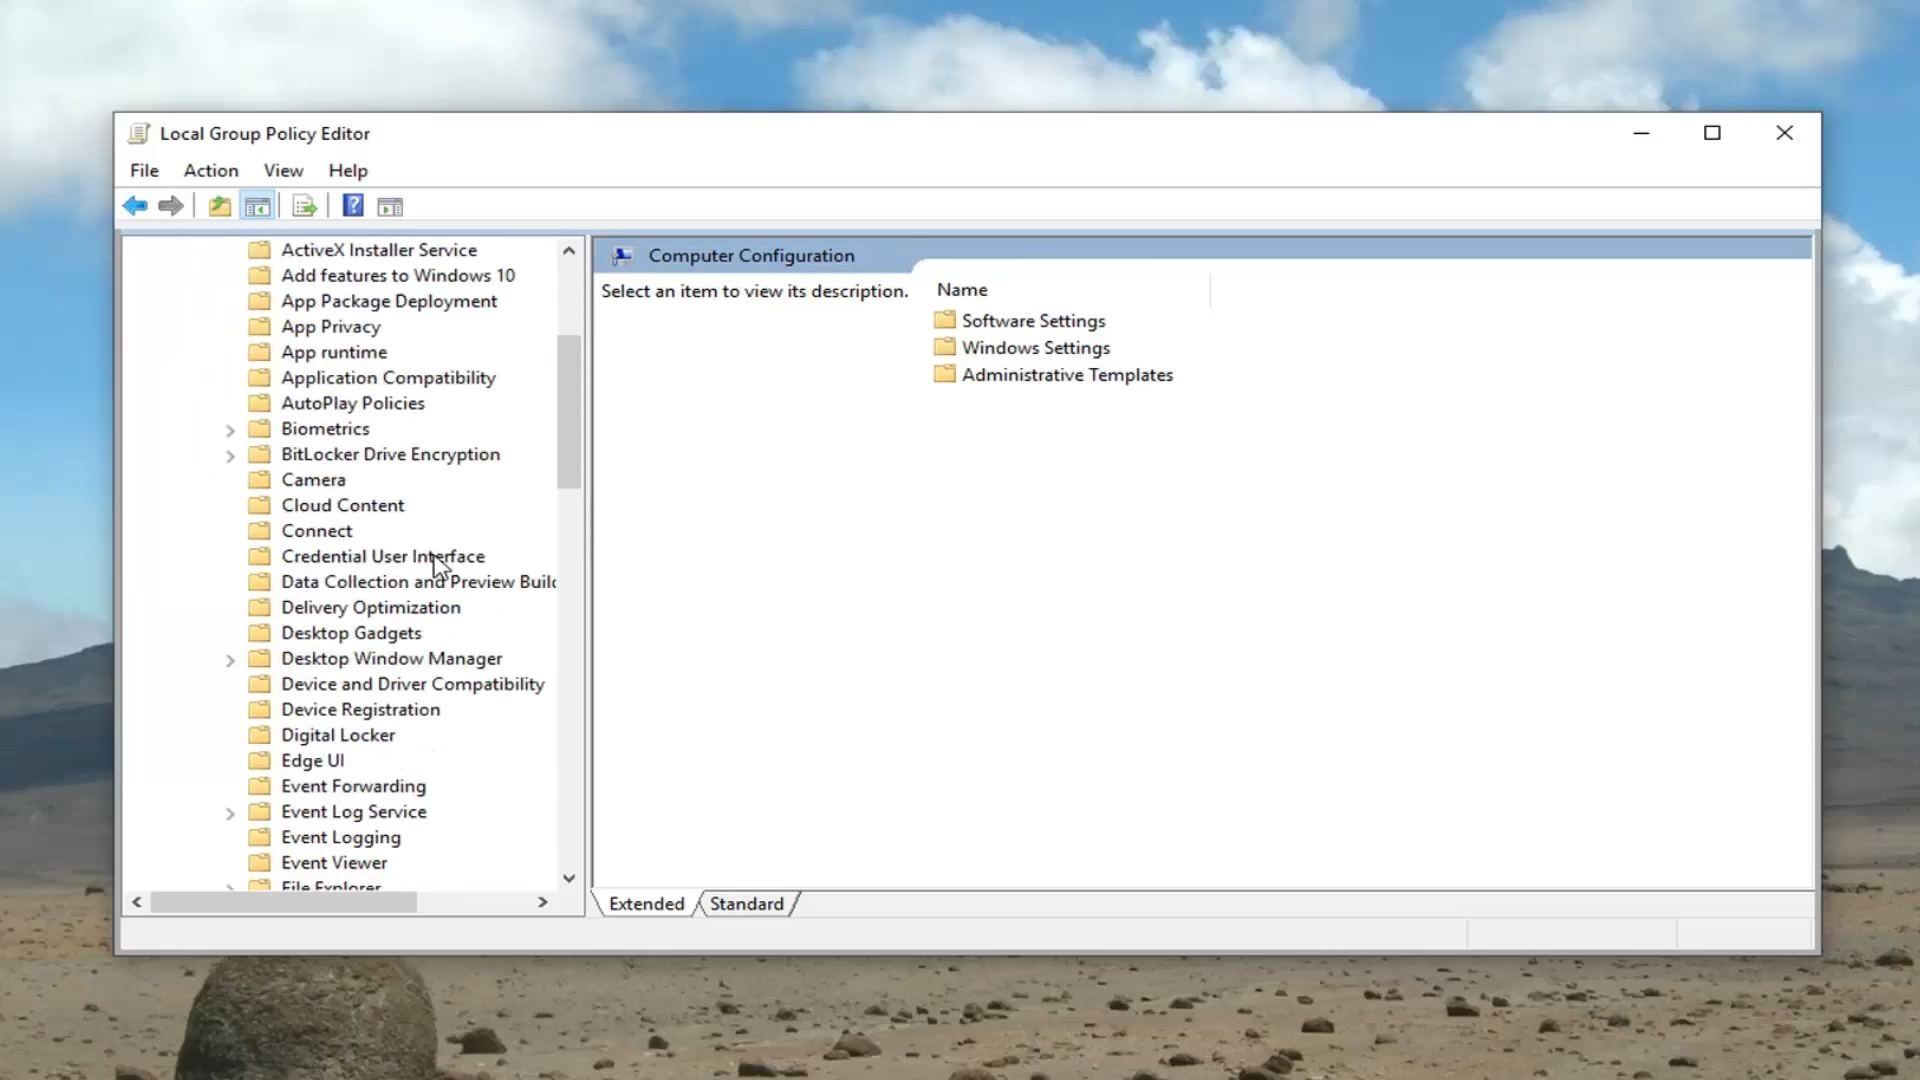 Local Group Policy Editor
File Action View Help
ActiveX Installer Service
Add features to Windows 10
App Package Deployment
App Privacy
App runtime
Application Compatibility
AutoPlay Policies
Biometrics
BitLocker Drive Encryption
Camera
Cloud Content
Connect
Credential User Interface
Data Collection and Preview Build
Delivery Optimization
Desktop Gadgets
Desktop Window Manager
Device and Driver Compatibility
Device Registration
Digital Locker
Edge UI
Event Forwarding
Event Log Service
Event Logging
Event Viewer
File Explorer
Computer Configuration
Select an item to view its description.
Name
Software Settings
Windows Settings
Administrative Templates
Extended Standard